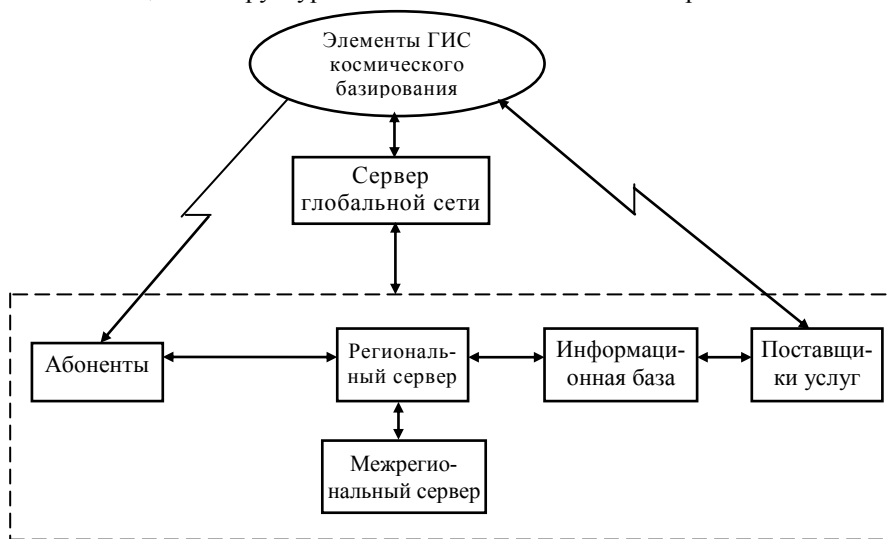 структур
Элементы ГИС
космического
базирования
Сервер
глобальной сети
Абоненты
Региональ-
ный сервер
Информаци-
онная база
Поставщи-
ки услуг
Межрегио-
нальный сервер